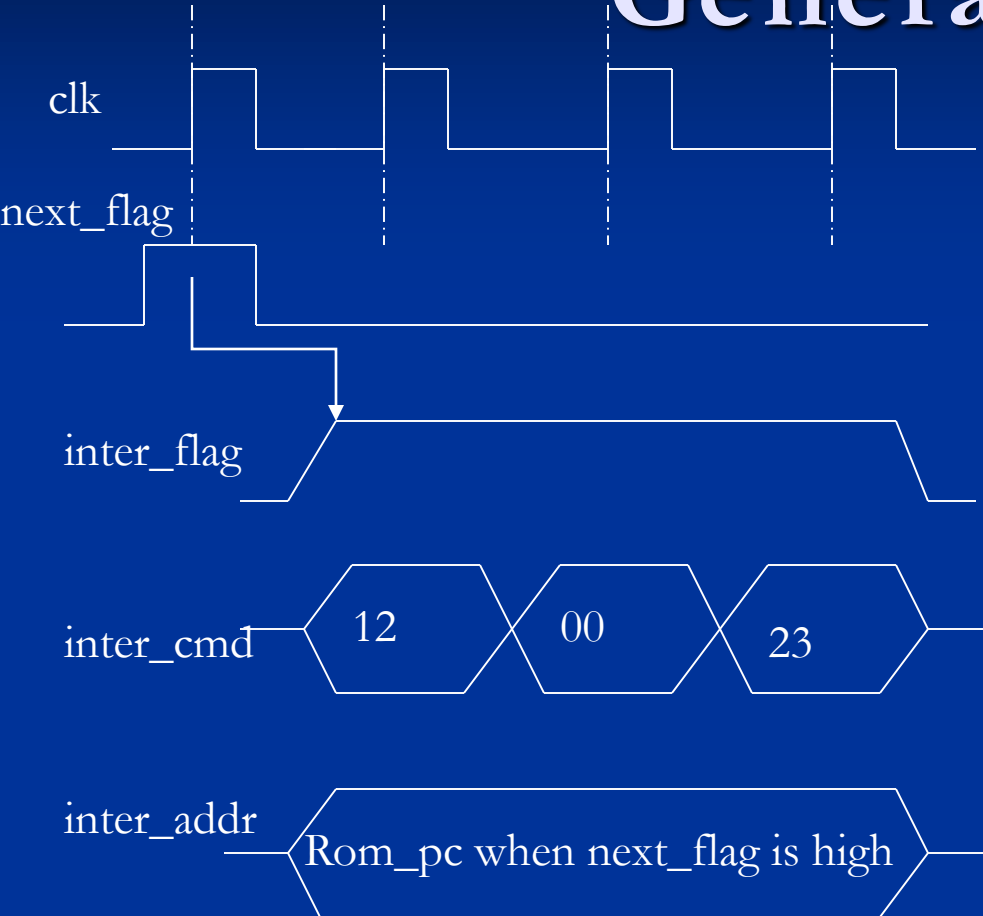 clk
next_flag
inter_flag
inter_cmd
12
00
23
inter_addr
Rom_pc when next_flag is high